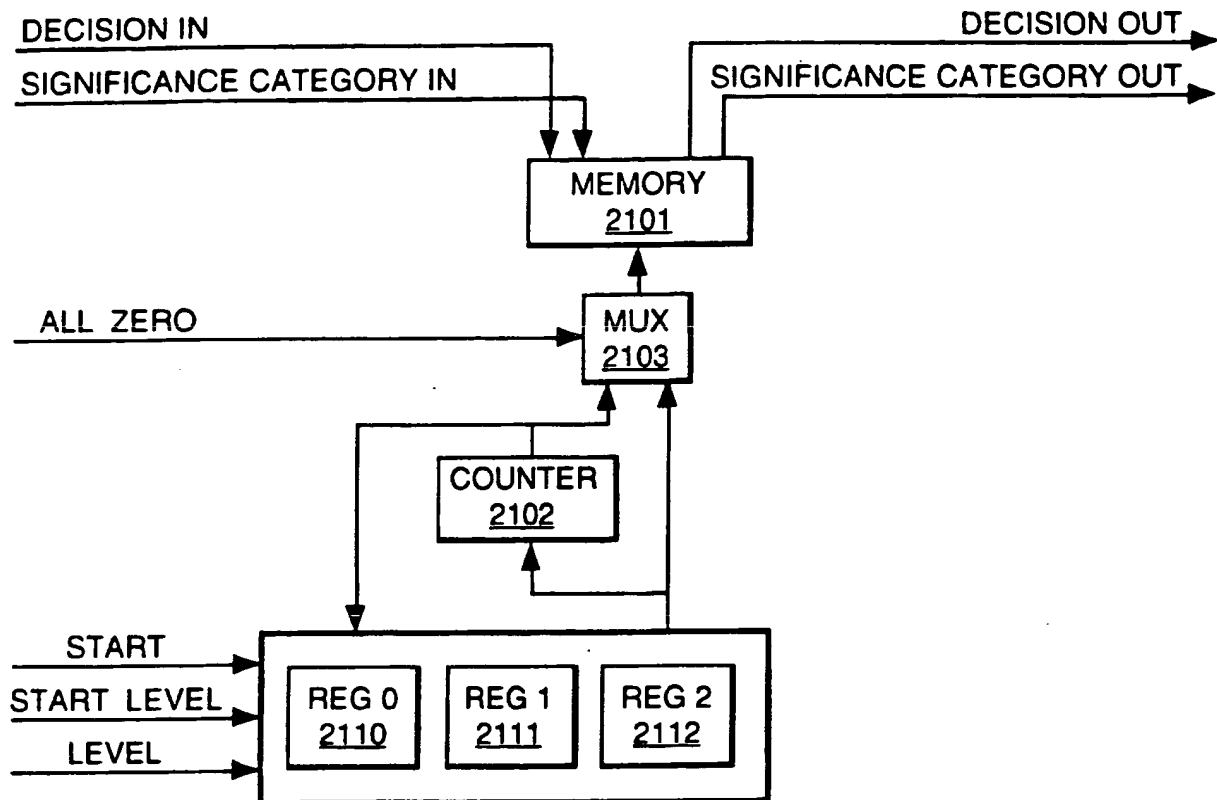 DECISION IN
DECISION OUT
SIGNIFICANCE CATEGORY IN
SIGNIFICANCE CATEGORY OUT
MEMORY
2101
ALL ZERO
MUX
2103
COUNTER
2102
START
START LEVEL
LEVEL
REG 0
2110
REG 1
2111
REG 2
2112